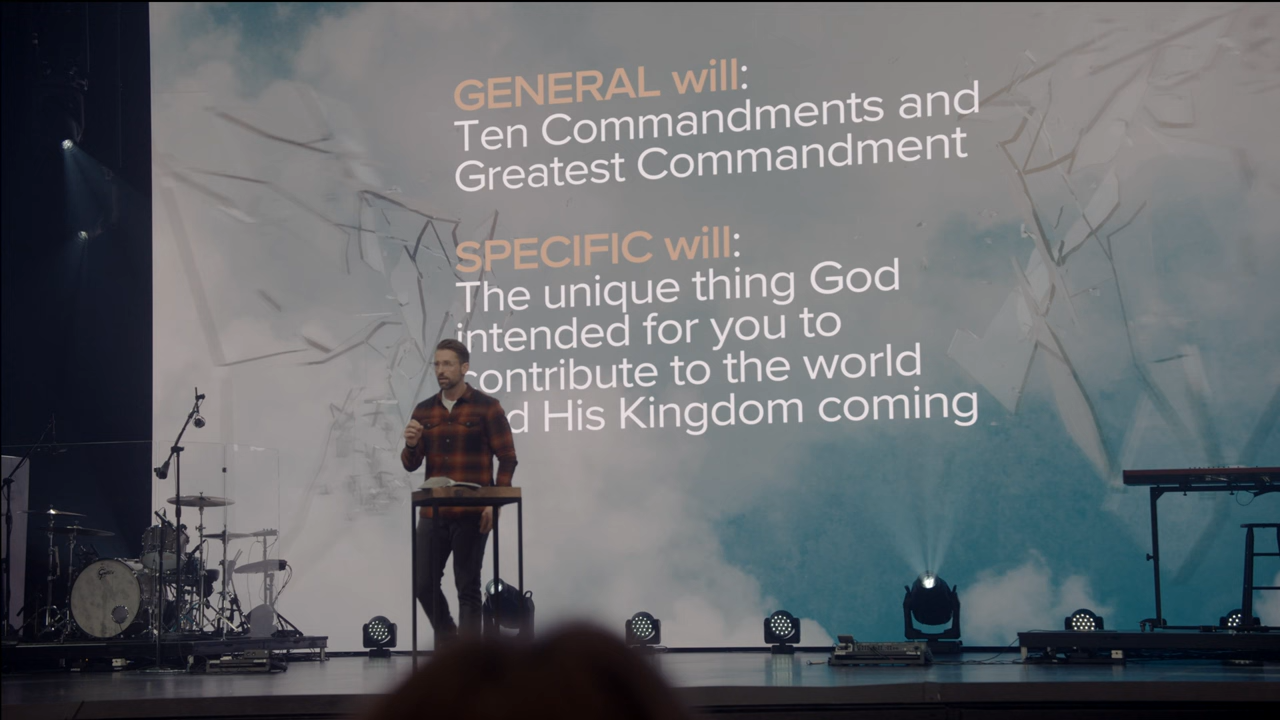 GENERAL will:
Ten Commandments and
Greatest Commandment
SPECIFIC will:
The unique thing God
intended for you to
contribute to the world
His Kingdom coming